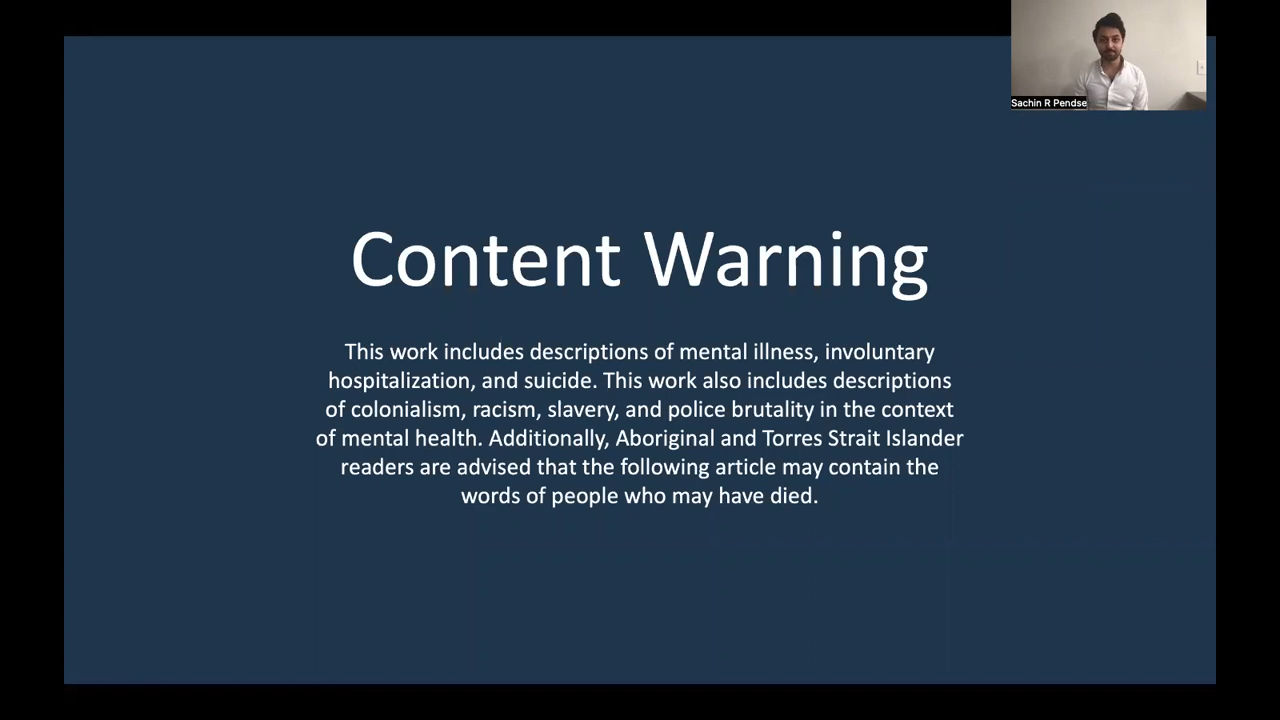 Sachin R Pendse
Content Warning
This work includes descriptions of mental illness, involuntary
hospitalization, and suicide. This work also includes descriptions
of colonialism, racism, slavery, and police brutality in the context
of mental health. Additionally, Aboriginal and Torres Strait Islander
readers are advised that the following article may contain the
words of people who may have died.